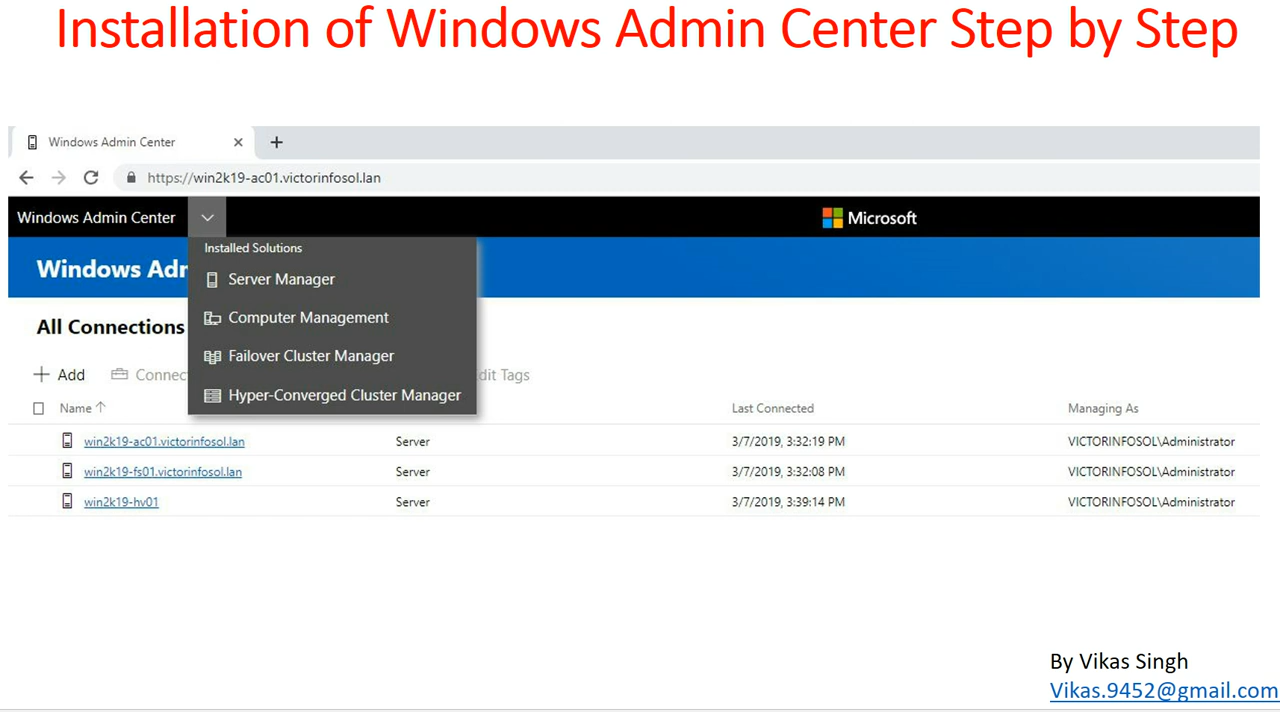 Installation of Windows Admin Center Step by Step
Windows Admin Center
https://win2k19-ac01.victorinfosol.lan
Windows Admin Center Microsoft
Installed Solutions
Windows Adm
Server Manager
Computer Management
All Connections
Failover Cluster Manager
Add Connec dit Tags
Hyper-Converged Cluster Manager
Name Last Connected Managing As
win2k19-ac01.victorinfosol.lan Server 3/7/2019, 3:32:19 PM VICTORINFOSOL\Administrator
win2k19-fs01.victorinfosol.lan Server 3/7/2019, 3:32:08 PM VICTORINFOSOL\Administrator
win2k19-hv01 Server 3/7/2019, 3:39:14 PM VICTORINFOSOL\Administrator
By Vikas Singh
Vikas.9452@gmail.com